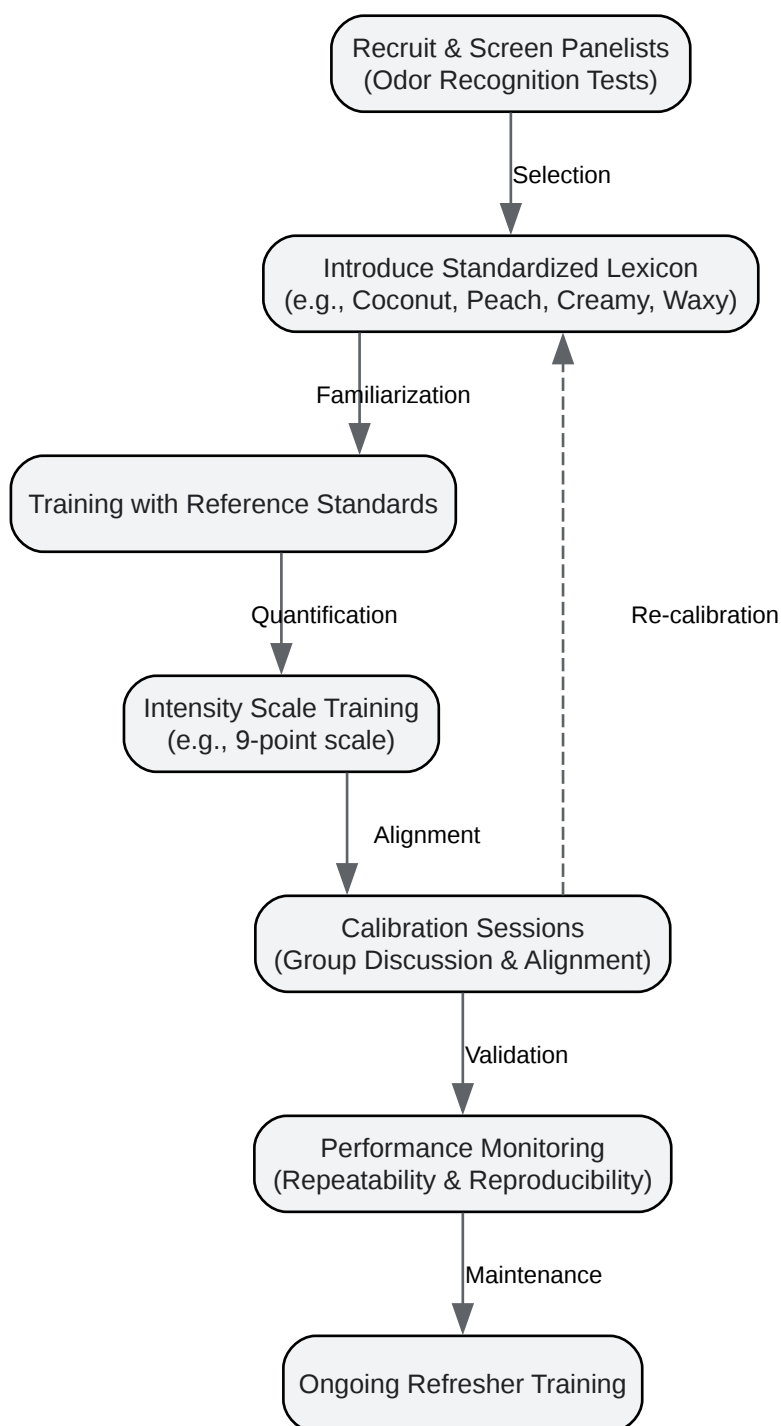 Recruit & Screen Panelists
(Odor Recognition Tests)
Selection
Introduce Standardized Lexicon
(e.g., Coconut, Peach, Creamy, Waxy)
Familiarization
Training with Reference Standards
Quantification
Re-calibration
Intensity Scale Training
(e.g., 9-point scale)
Alignment
Calibration Sessions
(Group Discussion & Alignment)
Validation
Performance Monitoring
(Repeatability & Reproducibility)
Maintenance
Ongoing Refresher Training